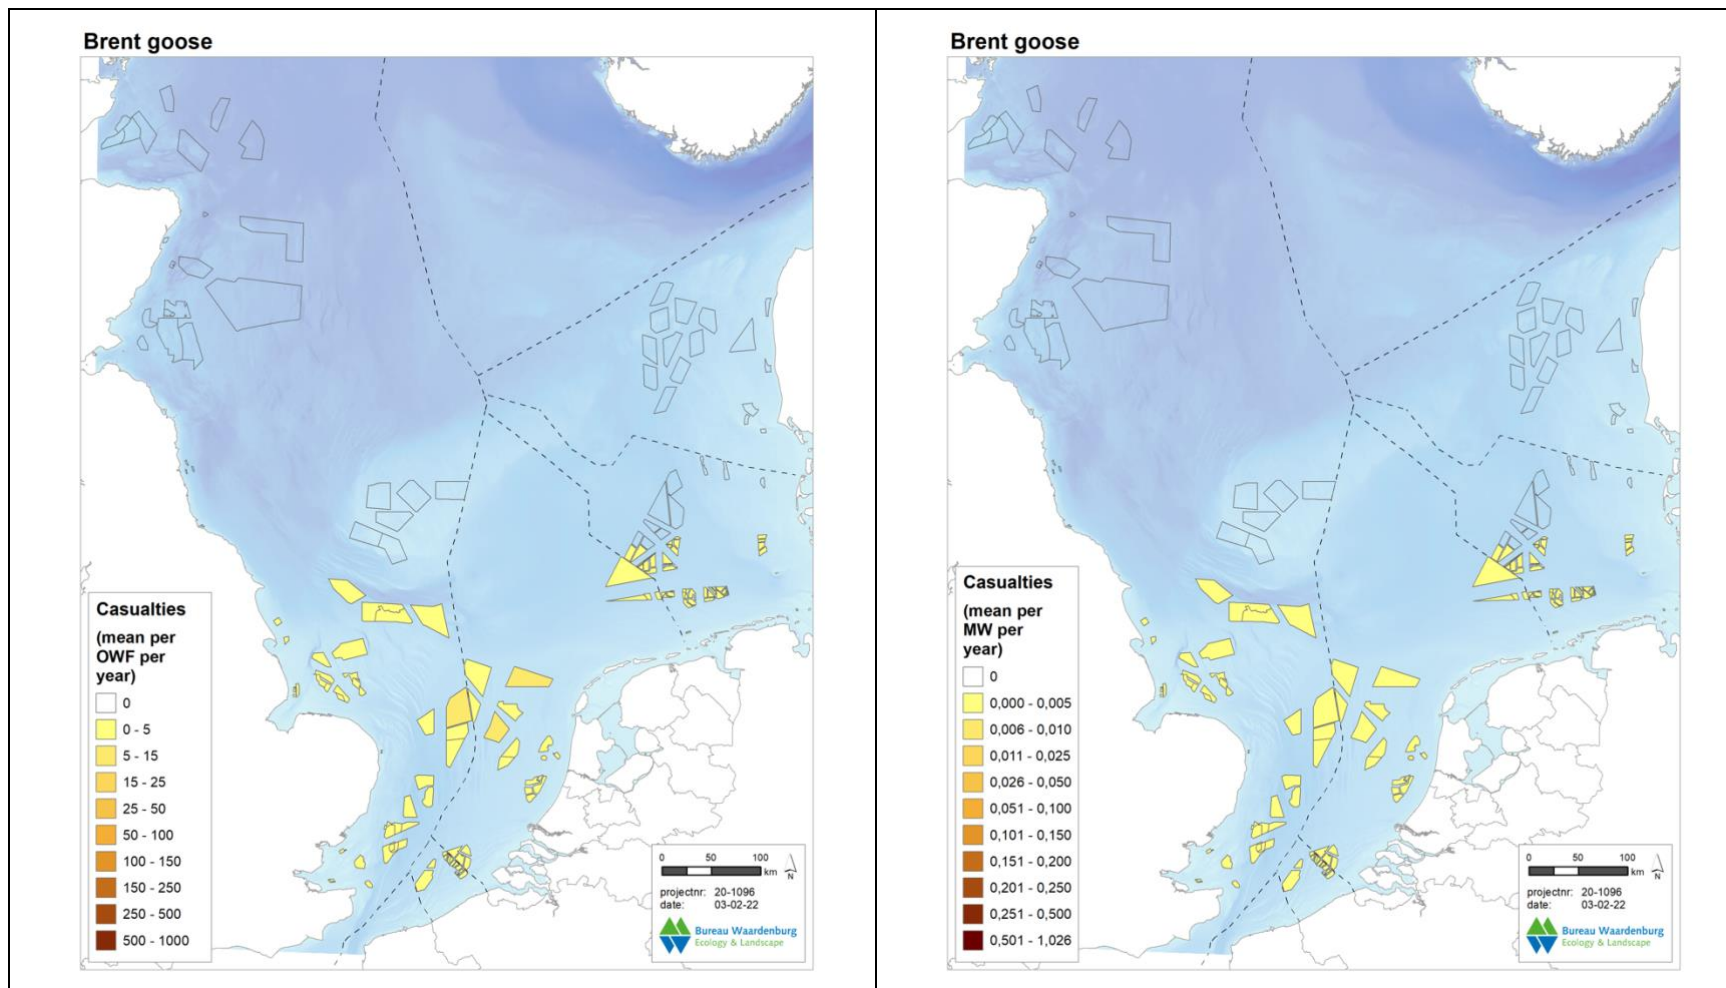 Brent goose
Casualties
(mean per
OWF per
year)
0
0 - 5
5 - 15
15 - 25
25 - 50
50 - 100
100 - 150
150 - 250
250 - 500
500 - 1000
0 50 100
km
N
projectnr: 20-1096
date: 03-02-22
Bureau Waardenburg
Ecology & Landscape
Brent goose
Casualties
(mean per
MW per
year)
0
0,000 - 0,005
0,006 - 0,010
0,011 - 0,025
0,026 - 0,050
0,051 - 0,100
0,101 - 0,150
0,151 - 0,200
0,201 - 0,250
0,251 - 0,500
0,501 - 1,026
0 50 100
km
N
projectnr: 20-1096
date: 03-02-22
Bureau Waardenburg
Ecology & Landscape